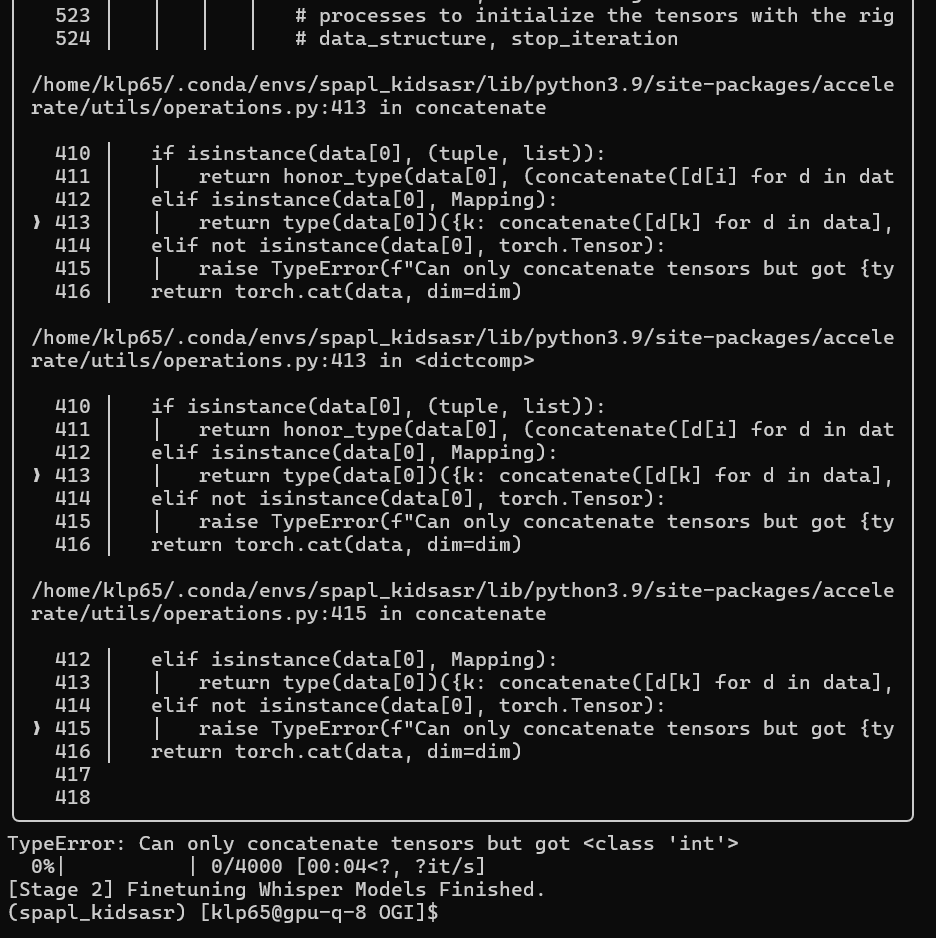 523 │ │ │ │ # processes to initialize the tensors with the rig
524 │ │ │ │ # data_structure, stop_iteration
/home/klp65/.conda/envs/spapl_kidsasr/lib/python3.9/site-packages/accele
rate/utils/operations.py:413 in concatenate
410 │ if isinstance(data[0], (tuple, list)):
411 │ │ return honor_type(data[0], (concatenate([d[i] for d in dat
412 │ elif isinstance(data[0], Mapping):
❱ 413 │ │ return type(data[0])({k: concatenate([d[k] for d in data],
414 │ elif not isinstance(data[0], torch.Tensor):
415 │ │ raise TypeError(f"Can only concatenate tensors but got {ty
416 │ return torch.cat(data, dim=dim)
/home/klp65/.conda/envs/spapl_kidsasr/lib/python3.9/site-packages/accele
rate/utils/operations.py:413 in <dictcomp>
410 │ if isinstance(data[0], (tuple, list)):
411 │ │ return honor_type(data[0], (concatenate([d[i] for d in dat
412 │ elif isinstance(data[0], Mapping):
❱ 413 │ │ return type(data[0])({k: concatenate([d[k] for d in data],
414 │ elif not isinstance(data[0], torch.Tensor):
415 │ │ raise TypeError(f"Can only concatenate tensors but got {ty
416 │ return torch.cat(data, dim=dim)
/home/klp65/.conda/envs/spapl_kidsasr/lib/python3.9/site-packages/accele
rate/utils/operations.py:415 in concatenate
412 │ elif isinstance(data[0], Mapping):
413 │ │ return type(data[0])({k: concatenate([d[k] for d in data],
414 │ elif not isinstance(data[0], torch.Tensor):
❱ 415 │ │ raise TypeError(f"Can only concatenate tensors but got {ty
416 │ return torch.cat(data, dim=dim)
417
418
TypeError: Can only concatenate tensors but got <class 'int'>
0%| | 0/4000 [00:04<?, ?it/s]
[Stage 2] Finetuning Whisper Models Finished.
(spapl_kidsasr) [klp65@gpu-q-8 OGI]$